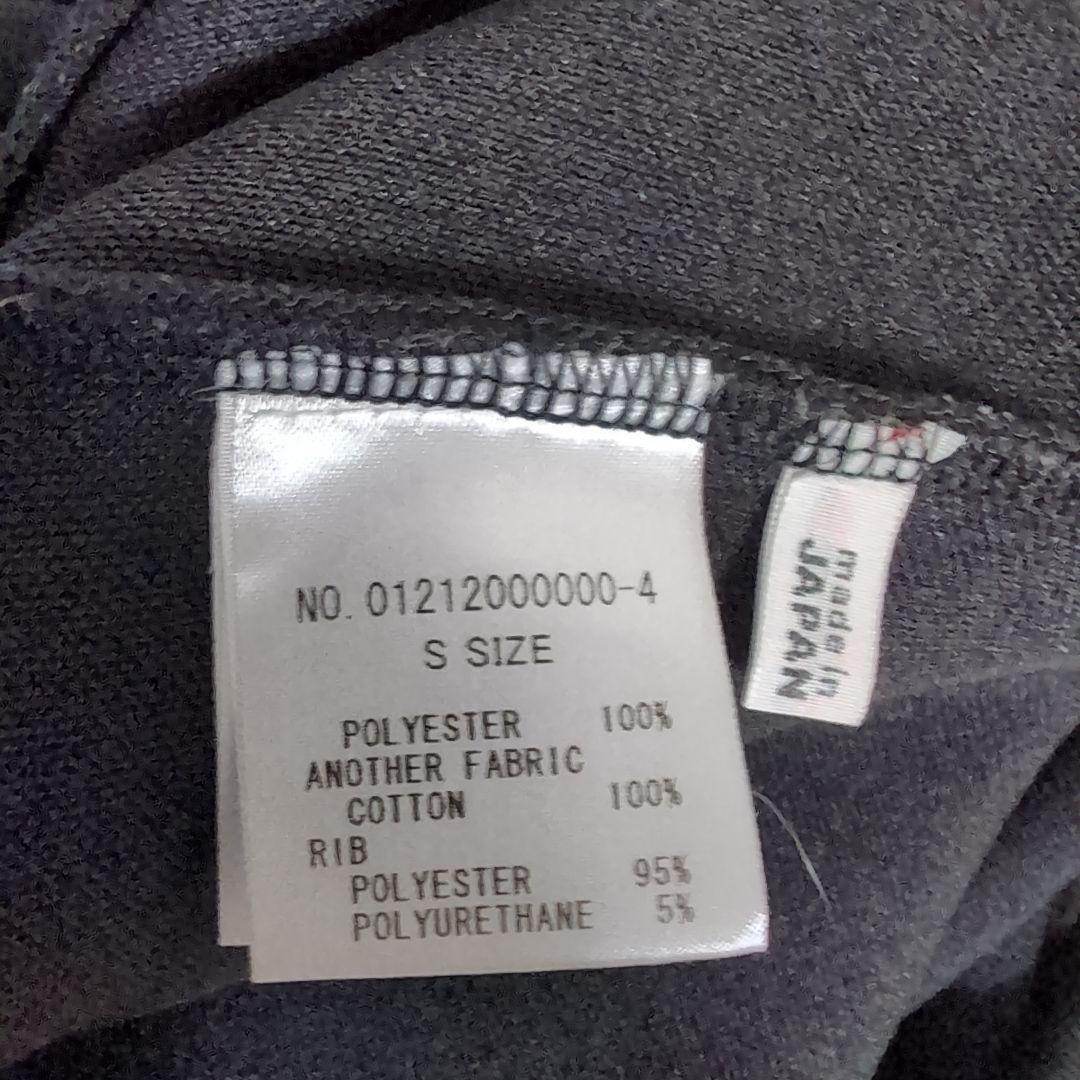 NO. 01212000000-4
S SIZE
POLYESTER 100%
ANOTHER FABRIC
COTTON 100%
RIB
POLYESTER 95%
POLYURETHANE 5%
made in
JAPAN